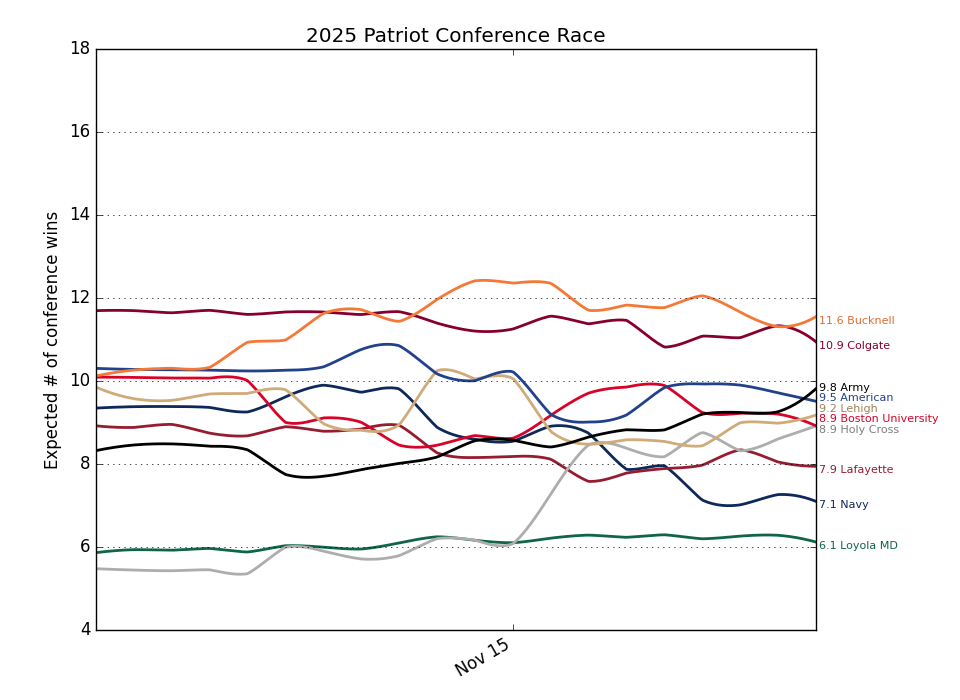 2025 Patriot Conference Race
Expected # of conference wins
18
16
14
12
10
8
6
4
Nov 15
11.6 Bucknell
10.9 Colgate
9.8 Army
9.5 American
9.2 Lehigh
8.9 Boston University
8.9 Holy Cross
7.9 Lafayette
7.1 Navy
6.1 Loyola MD